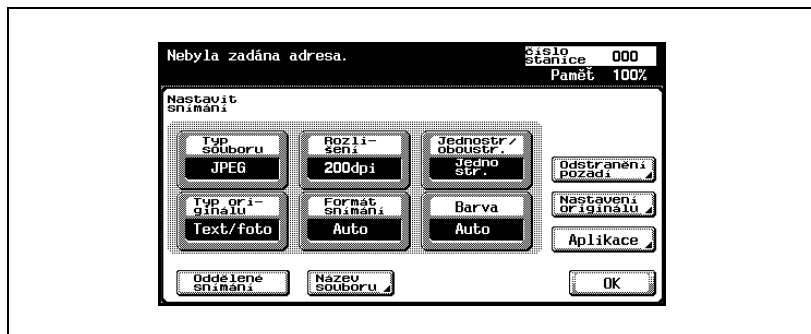 Nebyla zadána adresa.
číslo
stanice 000
Paměť 100%
Nastavit
snímání
Typ
souboru
JPEG
Rozli-
šení
200dpi
Jednostr/
oboustr.
Jedno
str.
Odstranění
pozadí
Typ ori-
ginálu
Text/foto
Formát
snímání
Auto
Barva
Auto
Nastavení
originálu
Aplikace
Oddělené
snímání
Název
souboru
OK